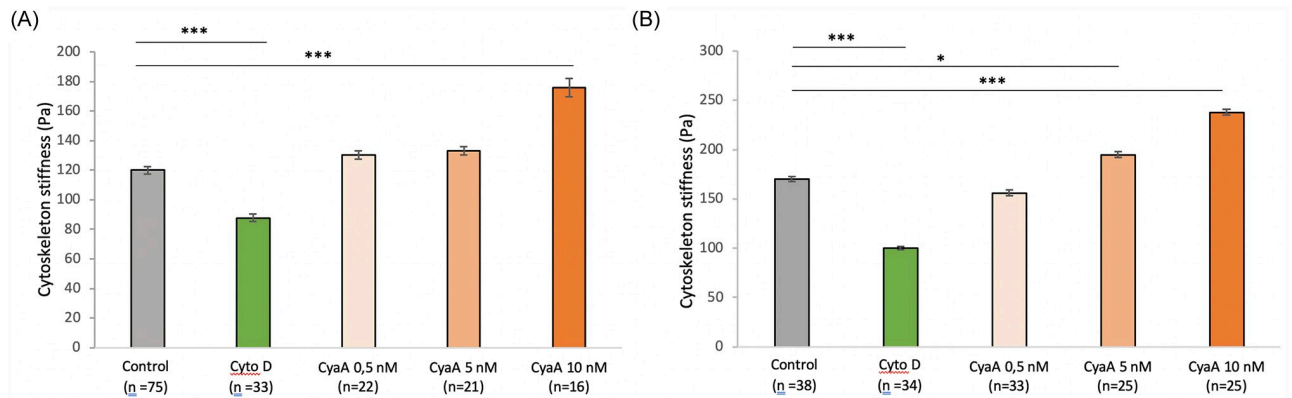 (A)
***
***
200
180
160
140
120
100
80
60
40
20
0
Cytoskeleton stiffness (Pa)
Control
(n =75)
Cyto D
(n =33)
CyaA 0,5 nM
(n=22)
CyaA 5 nM
(n=21)
CyaA 10 nM
(n=16)
(B)
***
*
***
300
250
200
150
100
50
0
Cytoskeleton stiffness (Pa)
Control
(n =38)
Cyto D
(n =34)
CyaA 0,5 nM
(n=33)
CyaA 5 nM
(n=25)
CyaA 10 nM
(n=25)